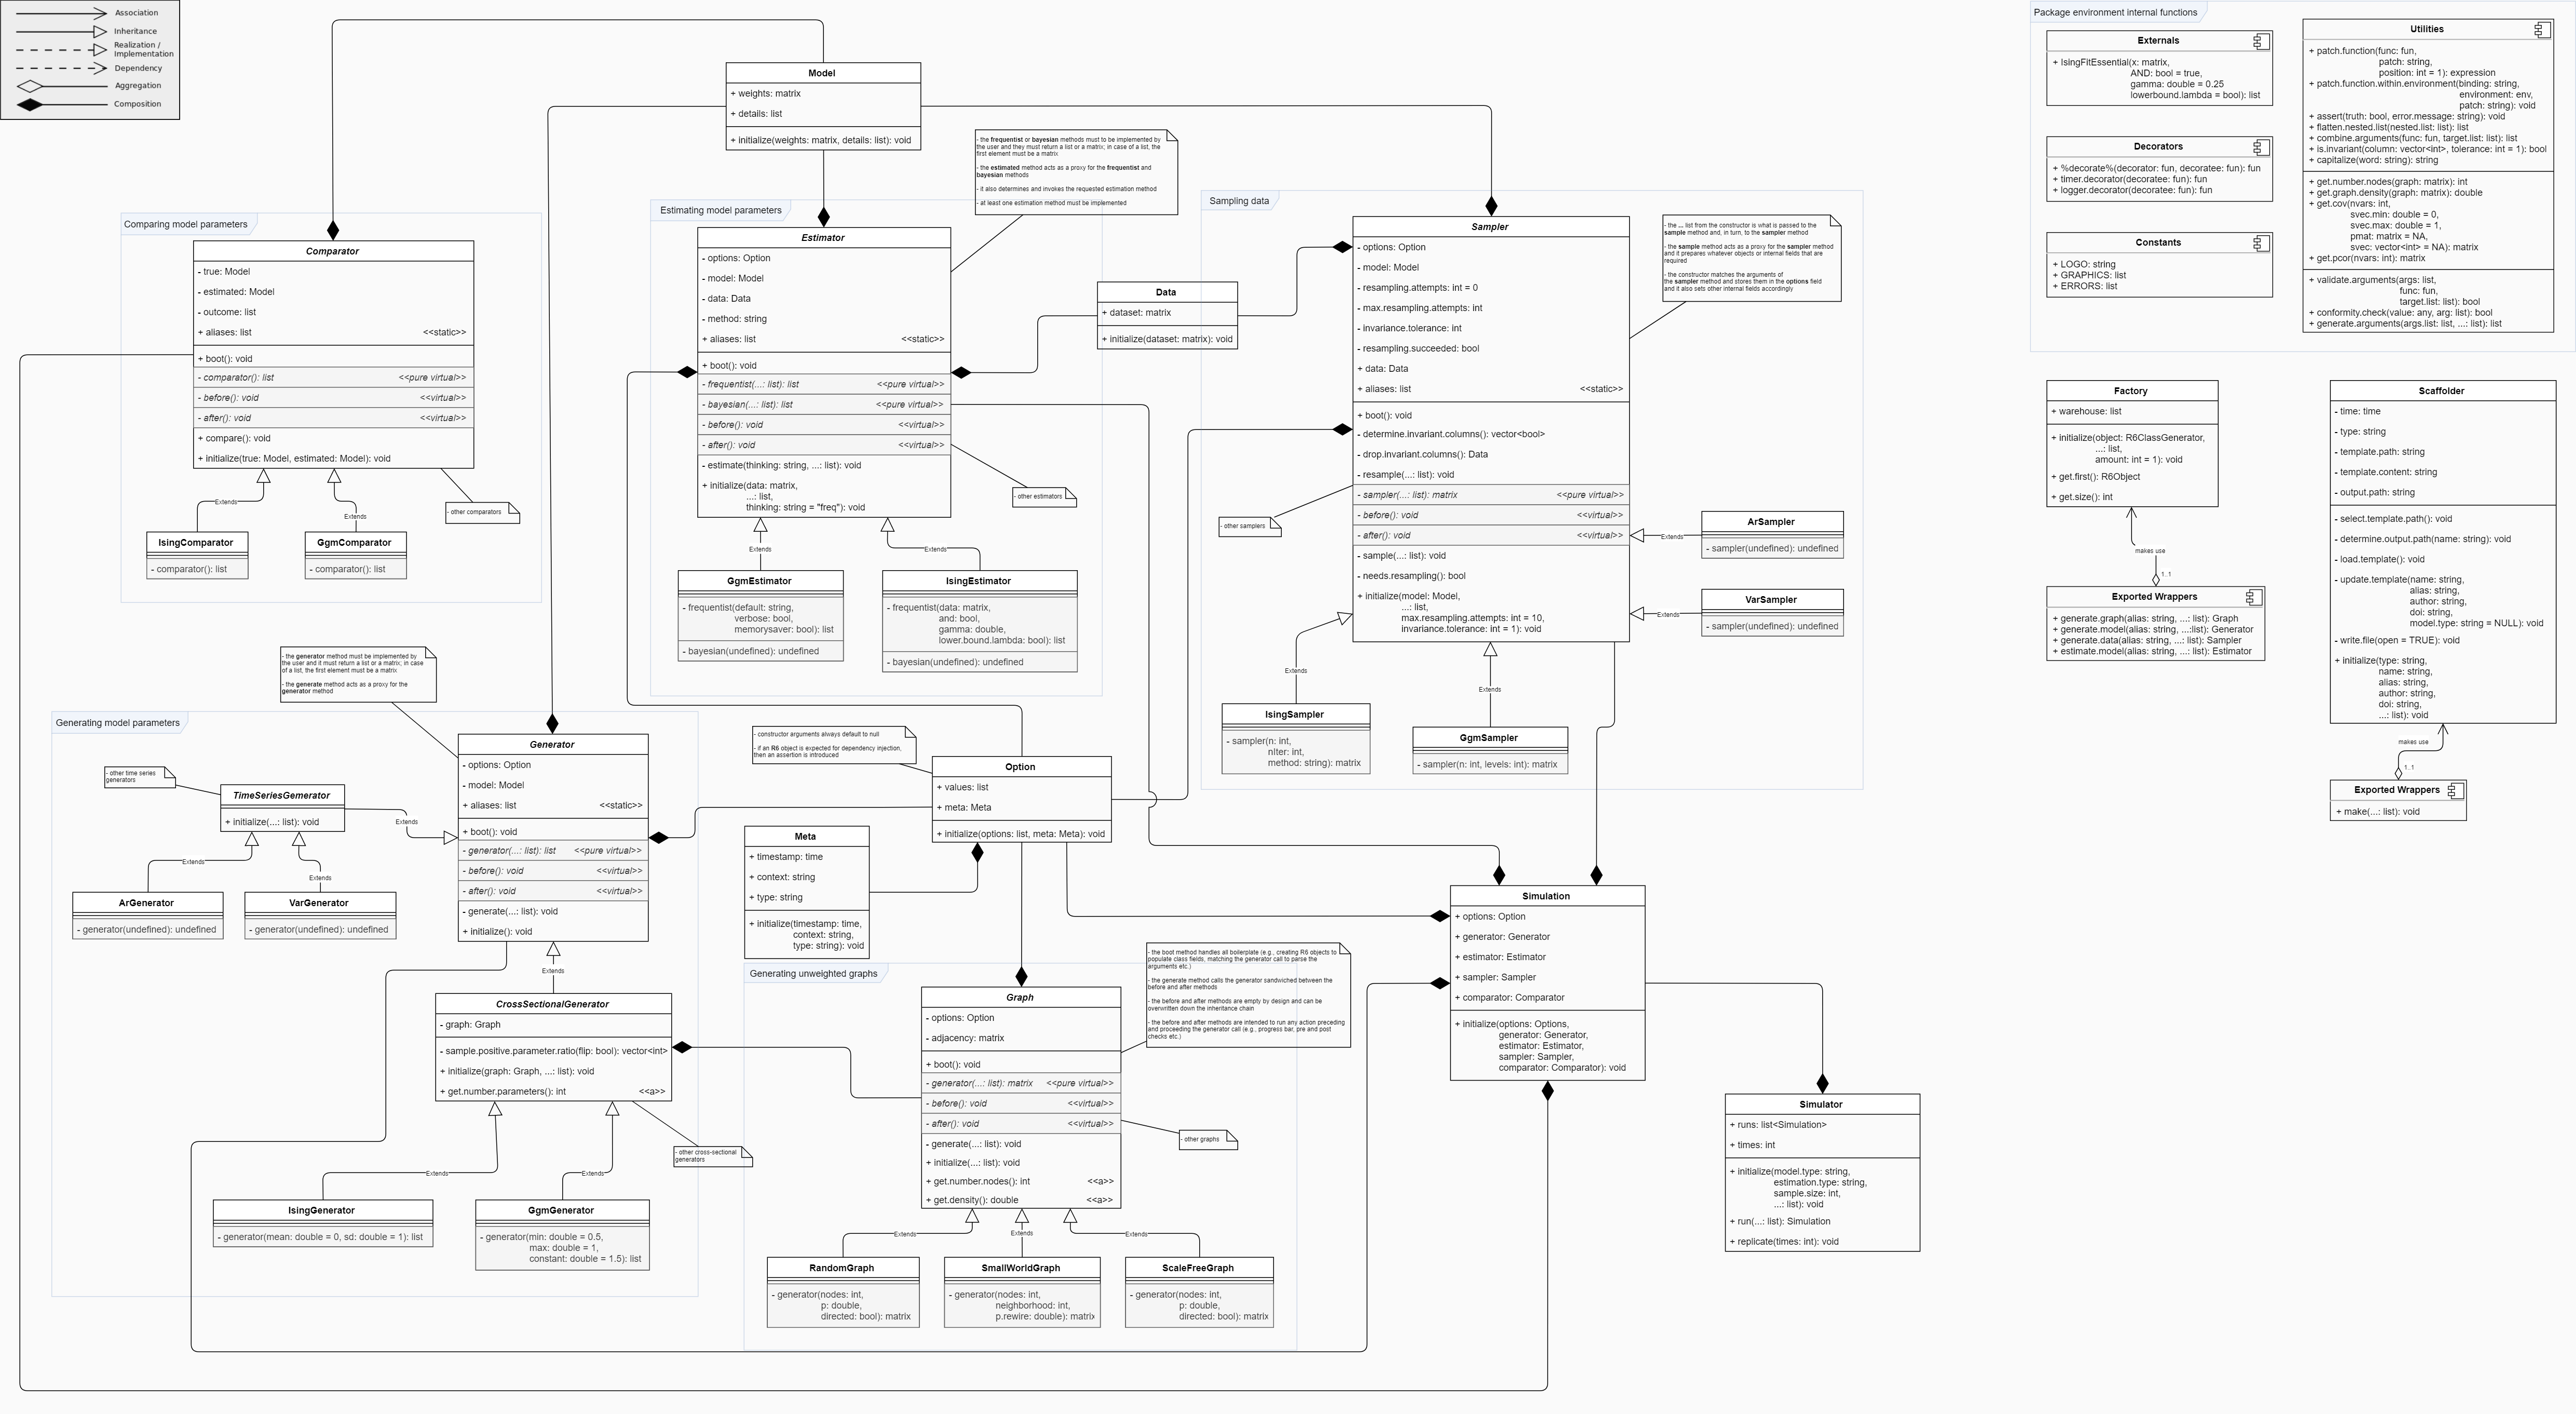 Association
Inheritance
Realization /
Implementation
Dependency
Aggregation
Composition
Model
+ weights: matrix
+ details: list
+ initialize(weights: matrix, details: list): void
- the frequentist or bayesian methods must to be implemented by
the user and they must return a list or a matrix; in case of a list, the
first element must be a matrix
- the estimated method acts as a proxy for the frequentist and
bayesian methods
- it also determines and invokes the requested estimation method
- at least one estimation method must be implemented
Comparing model parameters
Comparator
- true: Model
- estimated: Model
- outcome: list
+ aliases: list <<static>>
+ boot(): void
- comparator(): list <<pure virtual>>
- before(): void <<virtual>>
- after(): void <<virtual>>
+ compare(): void
+ initialize(true: Model, estimated: Model): void
Extends
Extends
- other comparators
IsingComparator
- comparator(): list
GgmComparator
- comparator(): list
Estimating model parameters
Estimator
- options: Option
- model: Model
- data: Data
- method: string
+ aliases: list <<static>>
+ boot(): void
- frequentist(...: list): list <<pure virtual>>
- bayesian(...: list): list <<pure virtual>>
- before(): void <<virtual>>
- after(): void <<virtual>>
- estimate(thinking: string, ...: list): void
+ initialize(data: matrix,
...: list,
thinking: string = "freq"): void
- other estimators
Extends
Extends
GgmEstimator
- frequentist(default: string,
verbose: bool,
memorysaver: bool): list
- bayesian(undefined): undefined
IsingEstimator
- frequentist(data: matrix,
and: bool,
gamma: double,
lower.bound.lambda: bool): list
- bayesian(undefined): undefined
Data
+ dataset: matrix
+ initialize(dataset: matrix): void
Sampling data
Sampler
- options: Option
- model: Model
- resampling.attempts: int = 0
- max.resampling.attempts: int
- invariance.tolerance: int
- resampling.succeeded: bool
+ data: Data
+ aliases: list <<static>>
+ boot(): void
- determine.invariant.columns(): vector<bool>
- drop.invariant.columns(): Data
- resample(...: list): void
- sampler(...: list): matrix <<pure virtual>>
- before(): void <<virtual>>
- after(): void <<virtual>>
- sample(...: list): void
- needs.resampling(): bool
+ initialize(model: Model,
...: list,
max.resampling.attempts: int = 10,
invariance.tolerance: int = 1): void
- the ... list from the constructor is what is passed to the
sample method and, in turn, to the sampler method
- the sample method acts as a proxy for the sampler method
and it prepares whatever objects or internal fields that are
required
- the constructor matches the arguments of
the sampler method and stores them in the options field
and it also sets other internal fields accordingly
- other samplers
Extends
ArSampler
- sampler(undefined): undefined
Extends
VarSampler
- sampler(undefined): undefined
Extends
Extends
IsingSampler
- sampler(n: int,
nIter: int,
method: string): matrix
GgmSampler
- sampler(n: int, levels: int): matrix
Package environment internal functions
Externals
+ IsingFitEssential(x: matrix,
AND: bool = true,
gamma: double = 0.25
lowerbound.lambda = bool): list
Decorators
+ %decorate%(decorator: fun, decoratee: fun): fun
+ timer.decorator(decoratee: fun): fun
+ logger.decorator(decoratee: fun): fun
Constants
+ LOGO: string
+ GRAPHICS: list
+ ERRORS: list
Utilities
+ patch.function(func: fun,
patch: string,
position: int = 1): expression
+ patch.function.within.environment(binding: string,
environment: env,
patch: string): void
+ assert(truth: bool, error.message: string): void
+ flatten.nested.list(nested.list: list): list
+ combine.arguments(func: fun, target.list: list): list
+ is.invariant(column: vector<int>, tolerance: int = 1): bool
+ capitalize(word: string): string
+ get.number.nodes(graph: matrix): int
+ get.graph.density(graph: matrix): double
+ get.cov(nvars: int,
svec.min: double = 0,
svec.max: double = 1,
pmat: matrix = NA,
svec: vector<int> = NA): matrix
+ get.pcor(nvars: int): matrix
+ validate.arguments(args: list,
func: fun,
target.list: list): bool
+ conformity.check(value: any, arg: list): bool
+ generate.arguments(args.list: list, ...: list): list
Factory
+ warehouse: list
+ initialize(object: R6ClassGenerator,
...: list,
amount: int = 1): void
+ get.first(): R6Object
+ get.size(): int
makes use
1..1
Exported Wrappers
+ generate.graph(alias: string, ...: list): Graph
+ generate.model(alias: string, ...:list): Generator
+ generate.data(alias: string, ...: list): Sampler
+ estimate.model(alias: string, ...: list): Estimator
Scaffolder
- time: time
- type: string
- template.path: string
- template.content: string
- output.path: string
- select.template.path(): void
- determine.output.path(name: string): void
- load.template(): void
- update.template(name: string,
alias: string,
author: string,
doi: string,
model.type: string = NULL): void
- write.file(open = TRUE): void
+ initialize(type: string,
name: string,
alias: string,
author: string,
doi: string,
...: list): void
makes use
1..1
Exported Wrappers
+ make(...: list): void
- the generator method must be implemented by
the user and it must return a list or a matrix; in case
of a list, the first element must be a matrix
- the generate method acts as a proxy for the
generator method
Generating model parameters
- other time series
generators
TimeSeriesGemerator
+ initialize(...: list): void
Extends
Extends
Extends
ArGenerator
- generator(undefined): undefined
VarGenerator
- generator(undefined): undefined
Generator
- options: Option
- model: Model
+ aliases: list <<static>>
+ boot(): void
- generator(...: list): list <<pure virtual>>
- before(): void <<virtual>>
- after(): void <<virtual>>
- generate(...: list): void
+ initialize(): void
Extends
CrossSectionalGenerator
- graph: Graph
- sample.positive.parameter.ratio(flip: bool): vector<int>
+ initialize(graph: Graph, ...: list): void
+ get.number.parameters(): int <<a>>
- other cross-sectional
generators
Extends
Extends
IsingGenerator
- generator(mean: double = 0, sd: double = 1): list
GgmGenerator
- generator(min: double = 0.5,
max: double = 1,
constant: double = 1.5): list
- constructor arguments always default to null
- if an R6 object is expected for dependency injection,
then an assertion is introduced
Option
+ values: list
+ meta: Meta
+ initialize(options: list, meta: Meta): void
Meta
+ timestamp: time
+ context: string
+ type: string
+ initialize(timestamp: time,
context: string,
type: string): void
Generating unweighted graphs
Graph
- options: Option
- adjacency: matrix
+ boot(): void
- generator(...: list): matrix <<pure virtual>>
- before(): void <<virtual>>
- after(): void <<virtual>>
- generate(...: list): void
+ initialize(...: list): void
+ get.number.nodes(): int <<a>>
+ get.density(): double <<a>>
- the boot method handles all boilerplate (e.g., creating R6 objects to
populate class fields, matching the generator call to parse the
arguments etc.)
- the generate method calls the generator sandwiched between the
before and after methods
- the before and after methods are empty by design and can be
overwritten down the inheritance chain
- the before and after methods are intended to run any action preceding
and proceeding the generator call (e.g., progress bar, pre and post
checks etc.)
- other graphs
Extends
Extends
Extends
RandomGraph
- generator(nodes: int,
p: double,
directed: bool): matrix
SmallWorldGraph
- generator(nodes: int,
neighborhood: int,
p.rewire: double): matrix
ScaleFreeGraph
- generator(nodes: int,
p: double,
directed: bool): matrix
Simulation
+ options: Option
+ generator: Generator
+ estimator: Estimator
+ sampler: Sampler
+ comparator: Comparator
+ initialize(options: Options,
generator: Generator,
estimator: Estimator,
sampler: Sampler,
comparator: Comparator): void
Simulator
+ runs: list<Simulation>
+ times: int
+ initialize(model.type: string,
estimation.type: string,
sample.size: int,
...: list): void
+ run(...: list): Simulation
+ replicate(times: int): void